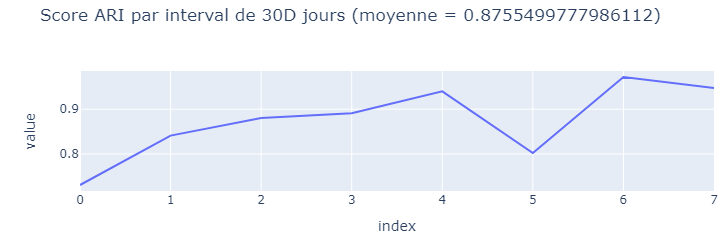 Score ARI par interval de 30D jours (moyenne = 0.8755499777986112)
value
0.9
0.8
0 1 2 3 4 5 6 7
index